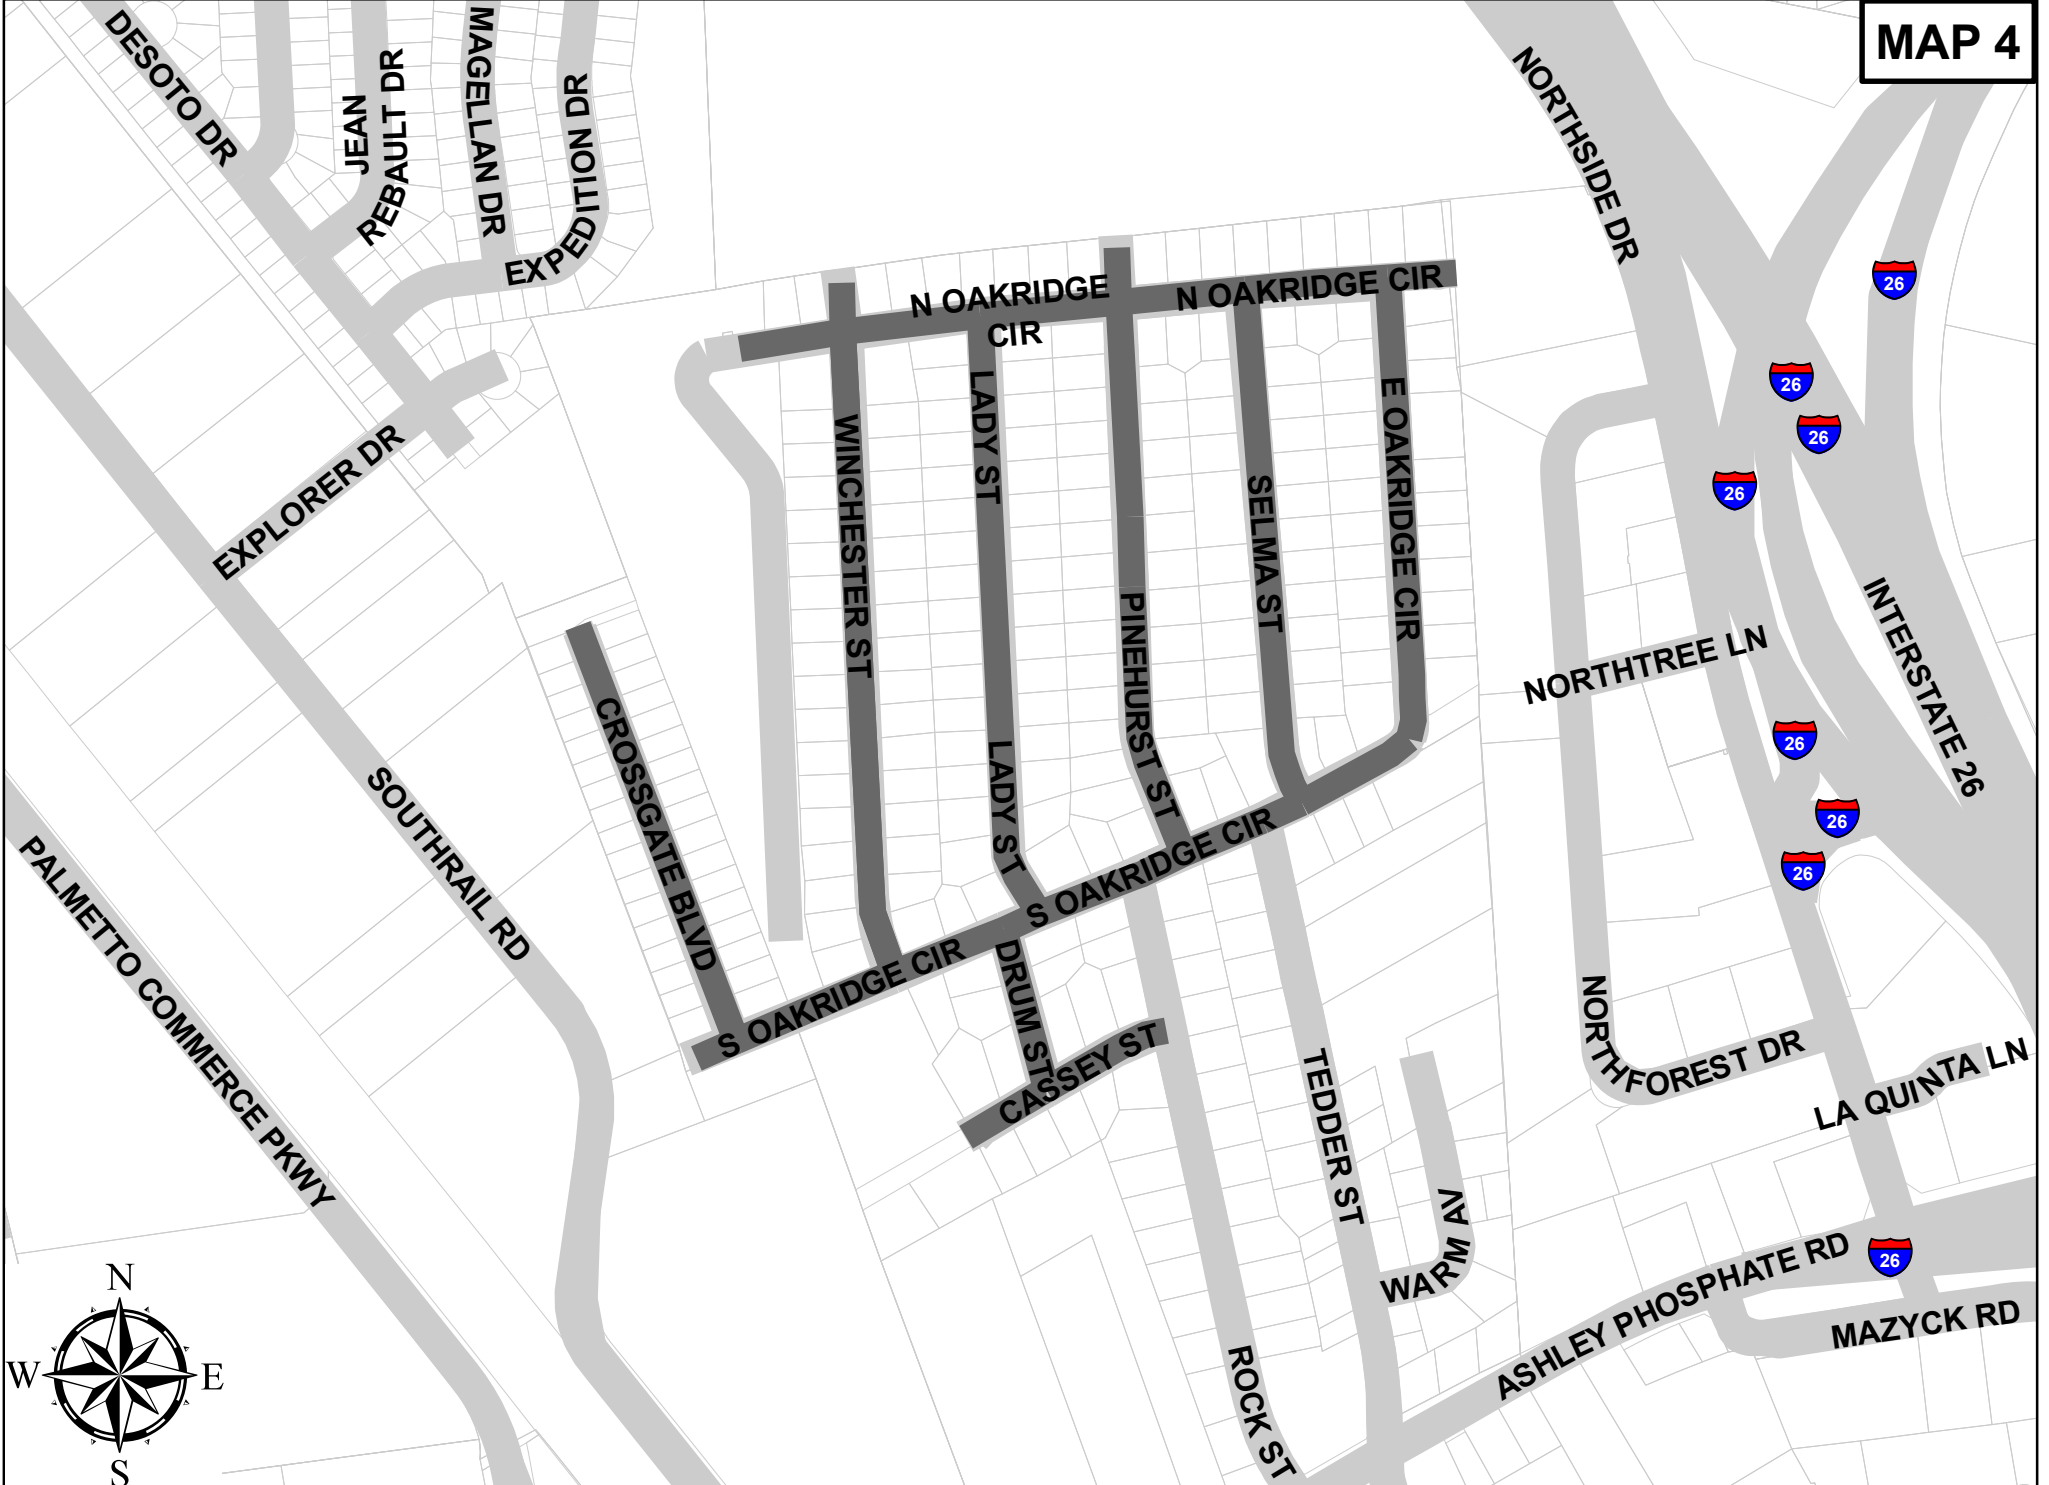 MAP 4
DESOTO DR
JEAN
REBAULT DR
MAGELLAN DR
EXPEDITION DR
NORTHSIDE DR
26
N OAKRIDGE
CIR
N OAKRIDGE CIR
26
26
26
EXPLORER DR
WINCHESTER ST
LADY ST
PINEHURST ST
SELMA ST
E OAKRIDGE CIR
INTERSTATE 26
NORTHTREE LN
26
26
26
CROSSGATE BLVD
SOUTHRAIL RD
PALMETTO COMMERCE PKWY
LADY ST
S OAKRIDGE CIR
S OAKRIDGE CIR
DRUM ST
CASSEY ST
TEDDER ST
NORTHFOREST DR
LA QUINTA LN
WARM AV
ASHLEY PHOSPHATE RD
26
MAZYCK RD
ROCK ST
N
W
E
S